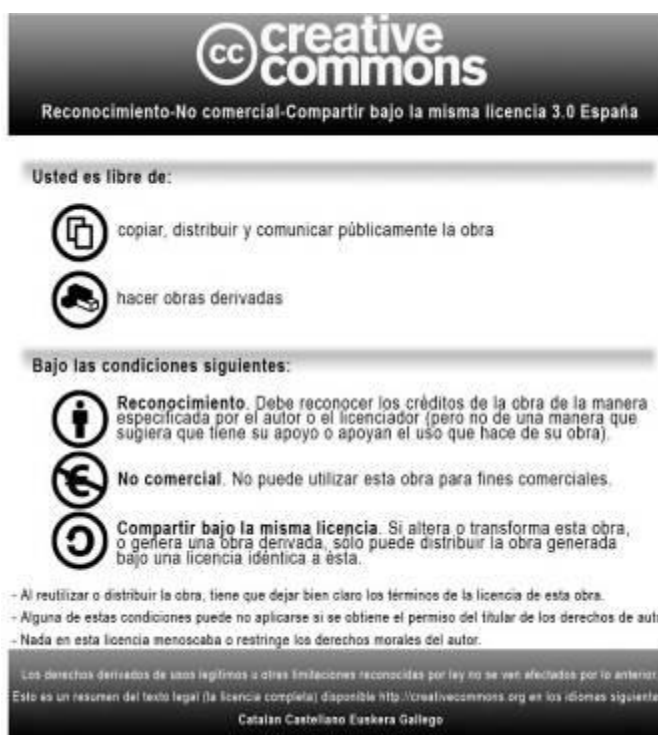 cc creative
commons
Reconocimiento-No comercial-Compartir bajo la misma licencia 3.0 España
Usted es libre de:
copiar, distribuir y comunicar públicamente la obra
hacer obras derivadas
Bajo las condiciones siguientes:
Reconocimiento. Debe reconocer los créditos de la obra de la manera
especificada por el autor o el licenciador (pero no de una manera que
sugiera que tiene su apoyo o apoyan el uso que hace de su obra).
No comercial. No puede utilizar esta obra para fines comerciales.
Compartir bajo la misma licencia. Si altera o transforma esta obra,
o genera una obra derivada, sólo puede distribuir la obra generada
bajo una licencia idéntica a ésta.
- Al reutilizar o distribuir la obra, tiene que dejar bien claro los términos de la licencia de esta obra.
- Alguna de estas condiciones puede no aplicarse si se obtiene el permiso del titular de los derechos de auto
- Nada en esta licencia menoscaba o restringe los derechos morales del autor.
Los derechos derivados de usos legítimos u otras limitaciones reconocidas por ley no se ven afectados por lo anterior.
Esto es un resumen del texto legal (la licencia completa) disponible http://creativecommons.org en los idiomas siguiente
Catalán Castellano Euskera Gallego